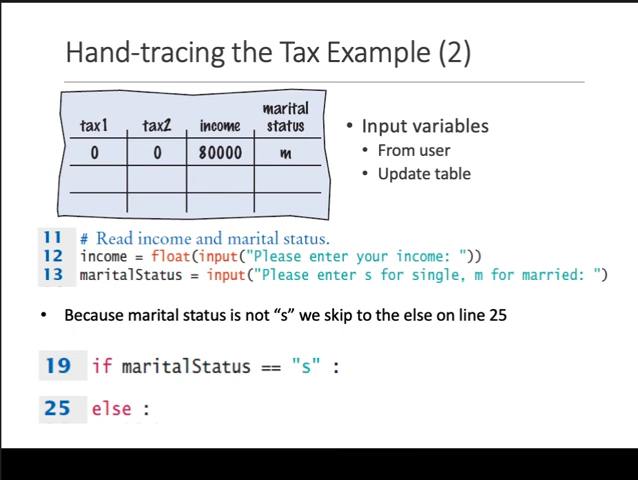 Hand-tracing the Tax Example (2)
tax1 tax2 income marital status
0 0 80000 m
• Input variables
• From user
• Update table
11 # Read income and marital status.
12 income = float(input("Please enter your income: "))
13 maritalStatus = input("Please enter s for single, m for married: ")
• Because marital status is not “s” we skip to the else on line 25
19 if maritalStatus == "s" :
25 else :